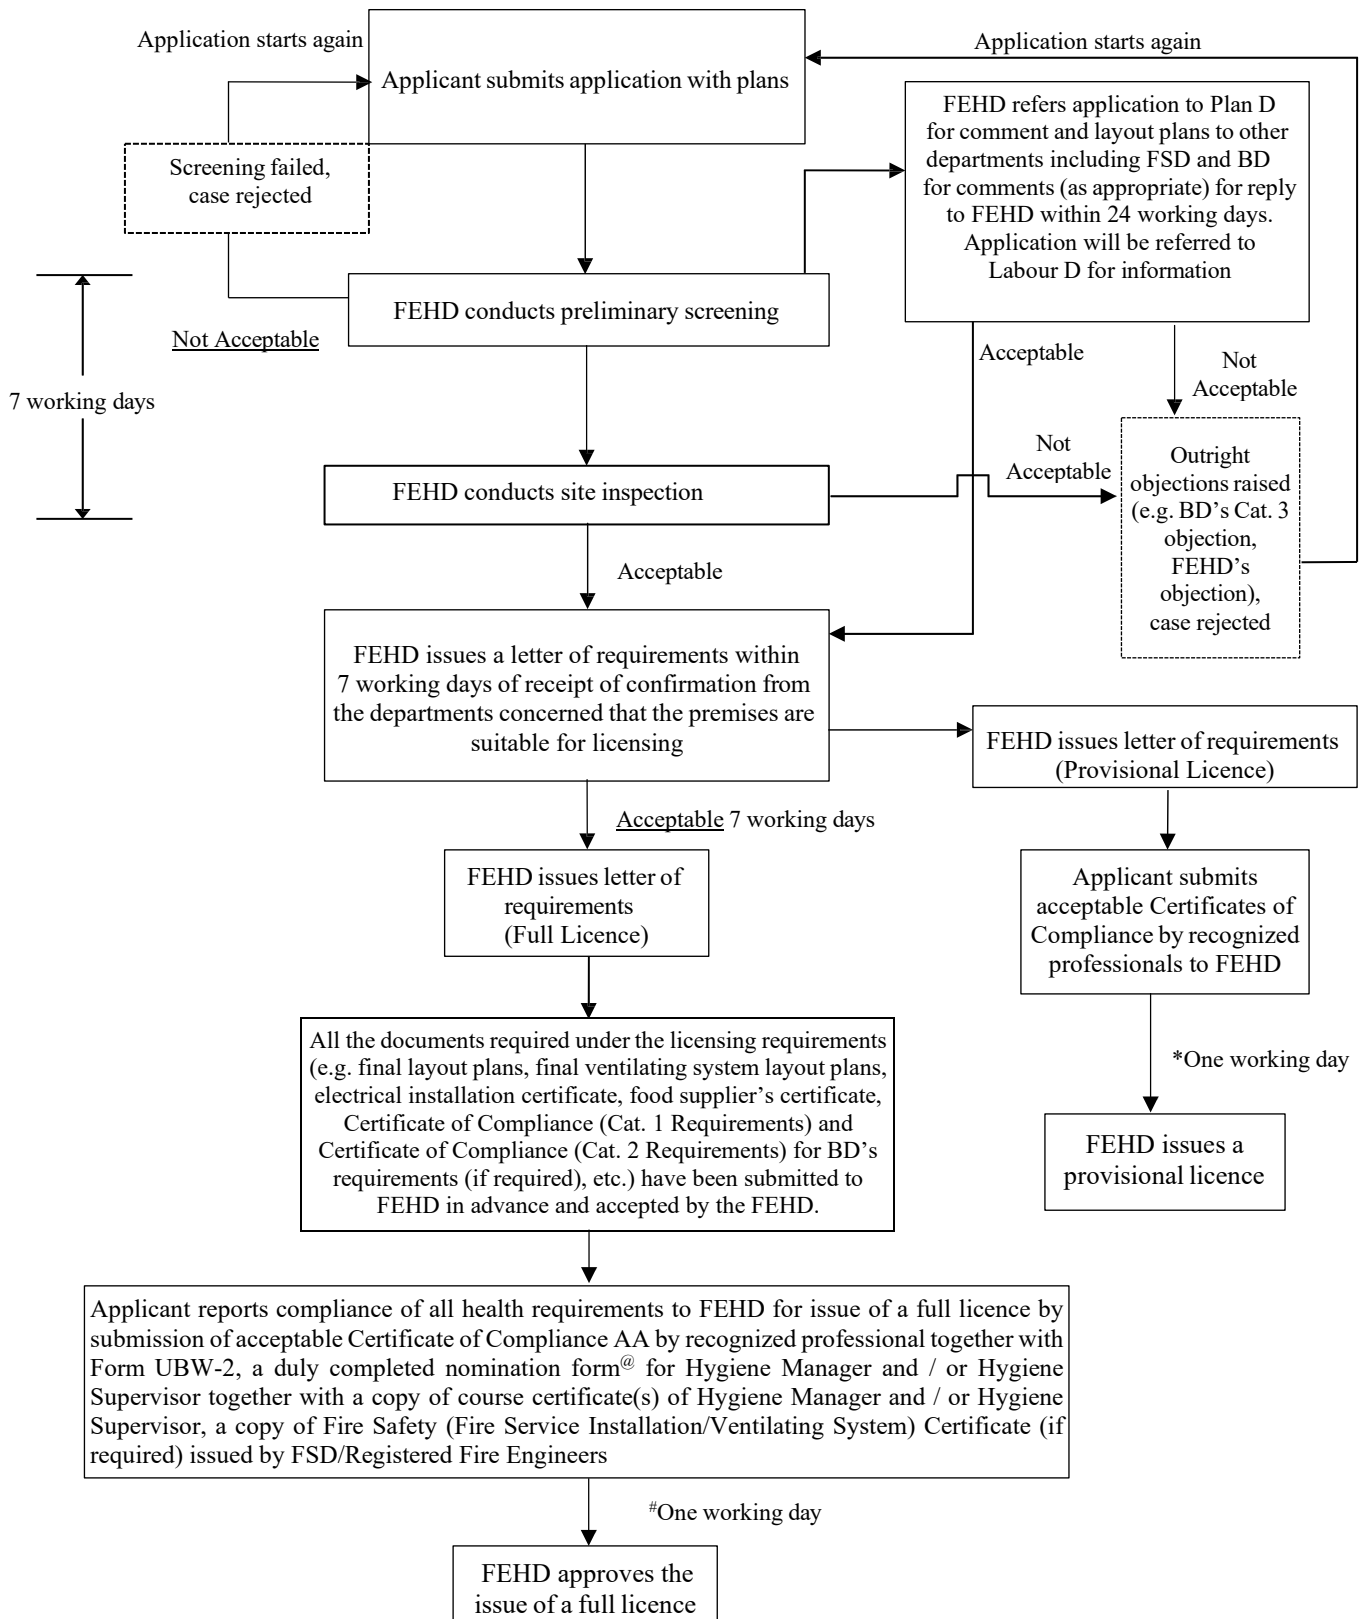 Application starts again
Application starts again
Applicant submits application with plans
FEHD refers application to Plan D
for comment and layout plans to other
departments including FSD and BD
for comments (as appropriate) for reply
to FEHD within 24 working days.
Application will be referred to
Labour D for information
Screening failed,
case rejected
FEHD conducts preliminary screening
Not Acceptable
7 working days
Acceptable
Not
Acceptable
Not
Acceptable
FEHD conducts site inspection
Outright
objections raised
(e.g. BD’s Cat. 3
objection,
FEHD’s
objection),
case rejected
Acceptable
FEHD issues a letter of requirements within
7 working days of receipt of confirmation from
the departments concerned that the premises are
suitable for licensing
FEHD issues letter of requirements
(Provisional Licence)
Acceptable 7 working days
FEHD issues letter of
requirements
(Full Licence)
Applicant submits
acceptable Certificates of
Compliance by recognized
professionals to FEHD
All the documents required under the licensing requirements
(e.g. final layout plans, final ventilating system layout plans,
electrical installation certificate, food supplier’s certificate,
Certificate of Compliance (Cat. 1 Requirements) and
Certificate of Compliance (Cat. 2 Requirements) for BD’s
requirements (if required), etc.) have been submitted to
FEHD in advance and accepted by the FEHD.
*One working day
FEHD issues a
provisional licence
Applicant reports compliance of all health requirements to FEHD for issue of a full licence by
submission of acceptable Certificate of Compliance AA by recognized professional together with
Form UBW-2, a duly completed nomination form@ for Hygiene Manager and / or Hygiene
Supervisor together with a copy of course certificate(s) of Hygiene Manager and / or Hygiene
Supervisor, a copy of Fire Safety (Fire Service Installation/Ventilating System) Certificate (if
required) issued by FSD/Registered Fire Engineers
#One working day
FEHD approves the
issue of a full licence